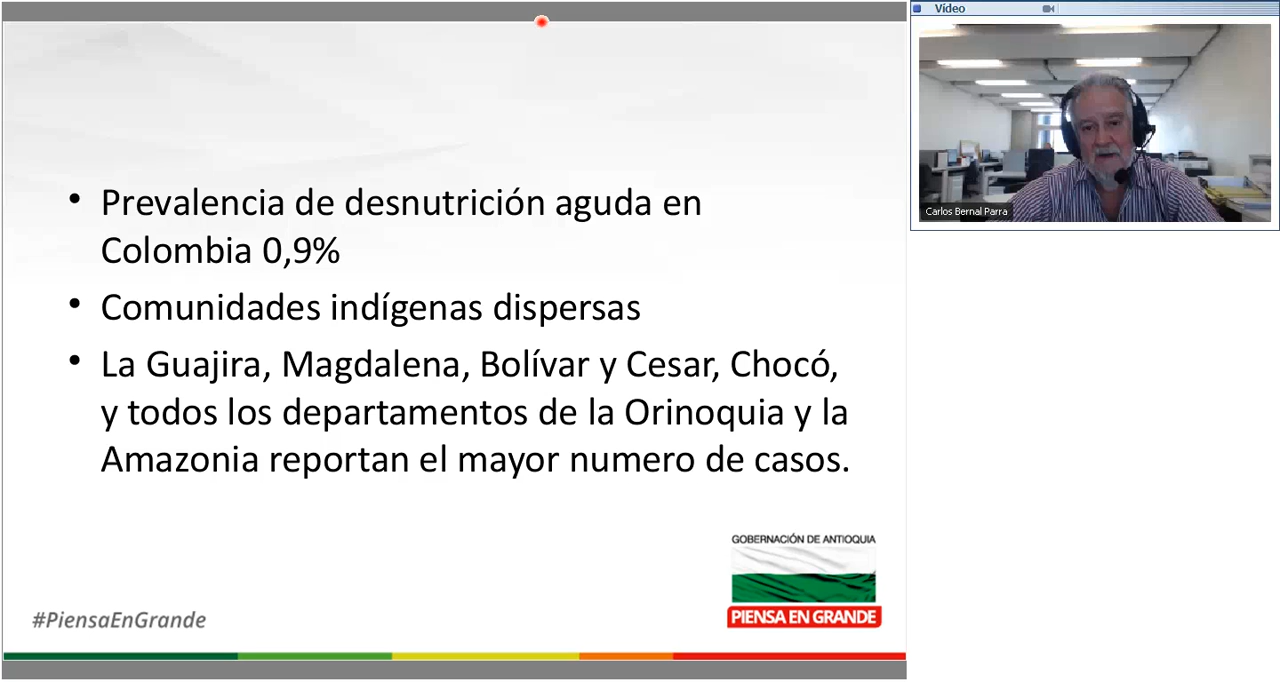 Prevalencia de desnutrición aguda en
Colombia 0,9%
Comunidades indígenas dispersas
La Guajira, Magdalena, Bolívar y Cesar, Chocó,
y todos los departamentos de la Orinoquia y la
Amazonia reportan el mayor numero de casos.
GOBERNACIÓN DE ANTIOQUIA
PIENSA EN GRANDE
#PiensaEnGrande
Vídeo
Carlos Bernal Parra